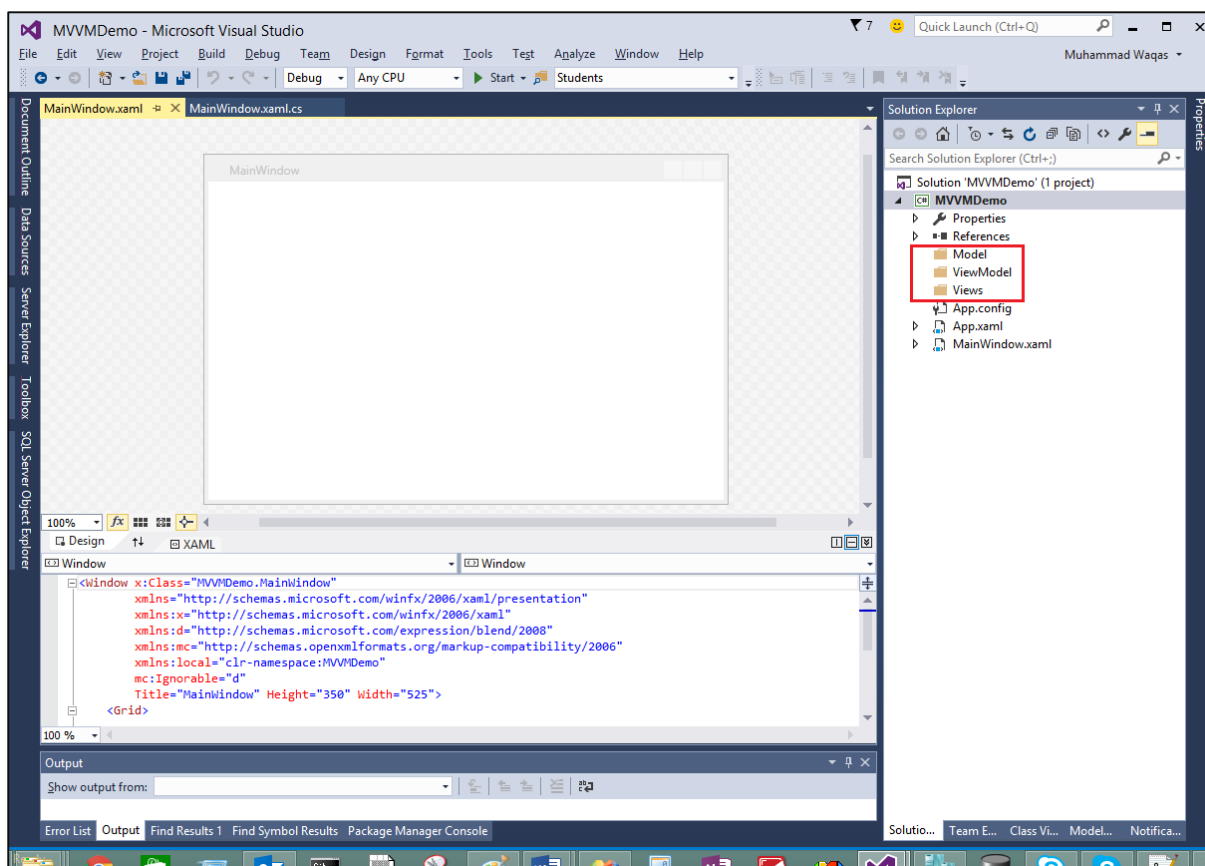 MVVMDemo - Microsoft Visual Studio
7
Quick Launch (Ctrl+Q)
File Edit View Project Build Debug Team Design Format Tools Test Analyze Window Help
Muhammad Waqas
Debug Any CPU Start Students
Document Outline
Data Sources
Server Explorer
Toolbox
SQL Server Object Explorer
MainWindow.xaml MainWindow.xaml.cs
MainWindow
100%
Design XAML
Window Window
<Window x:Class="MVVMDemo.MainWindow"
xmlns="http://schemas.microsoft.com/winfx/2006/xaml/presentation"
xmlns:x="http://schemas.microsoft.com/winfx/2006/xaml"
xmlns:d="http://schemas.microsoft.com/expression/blend/2008"
xmlns:mc="http://schemas.openxmlformats.org/markup-compatibility/2006"
xmlns:local="clr-namespace:MVVMDemo"
mc:Ignorable="d"
Title="MainWindow" Height="350" Width="525">
<Grid>
100 %
Output
Show output from:
Error List Output Find Results 1 Find Symbol Results Package Manager Console
Solution Explorer
Search Solution Explorer (Ctrl+;)
Solution 'MVVMDemo' (1 project)
C# MVVMDemo
Properties
References
Model
ViewModel
Views
App.config
App.xaml
MainWindow.xaml
Solutio... Team E... Class Vi... Model... Notifica...
Properties